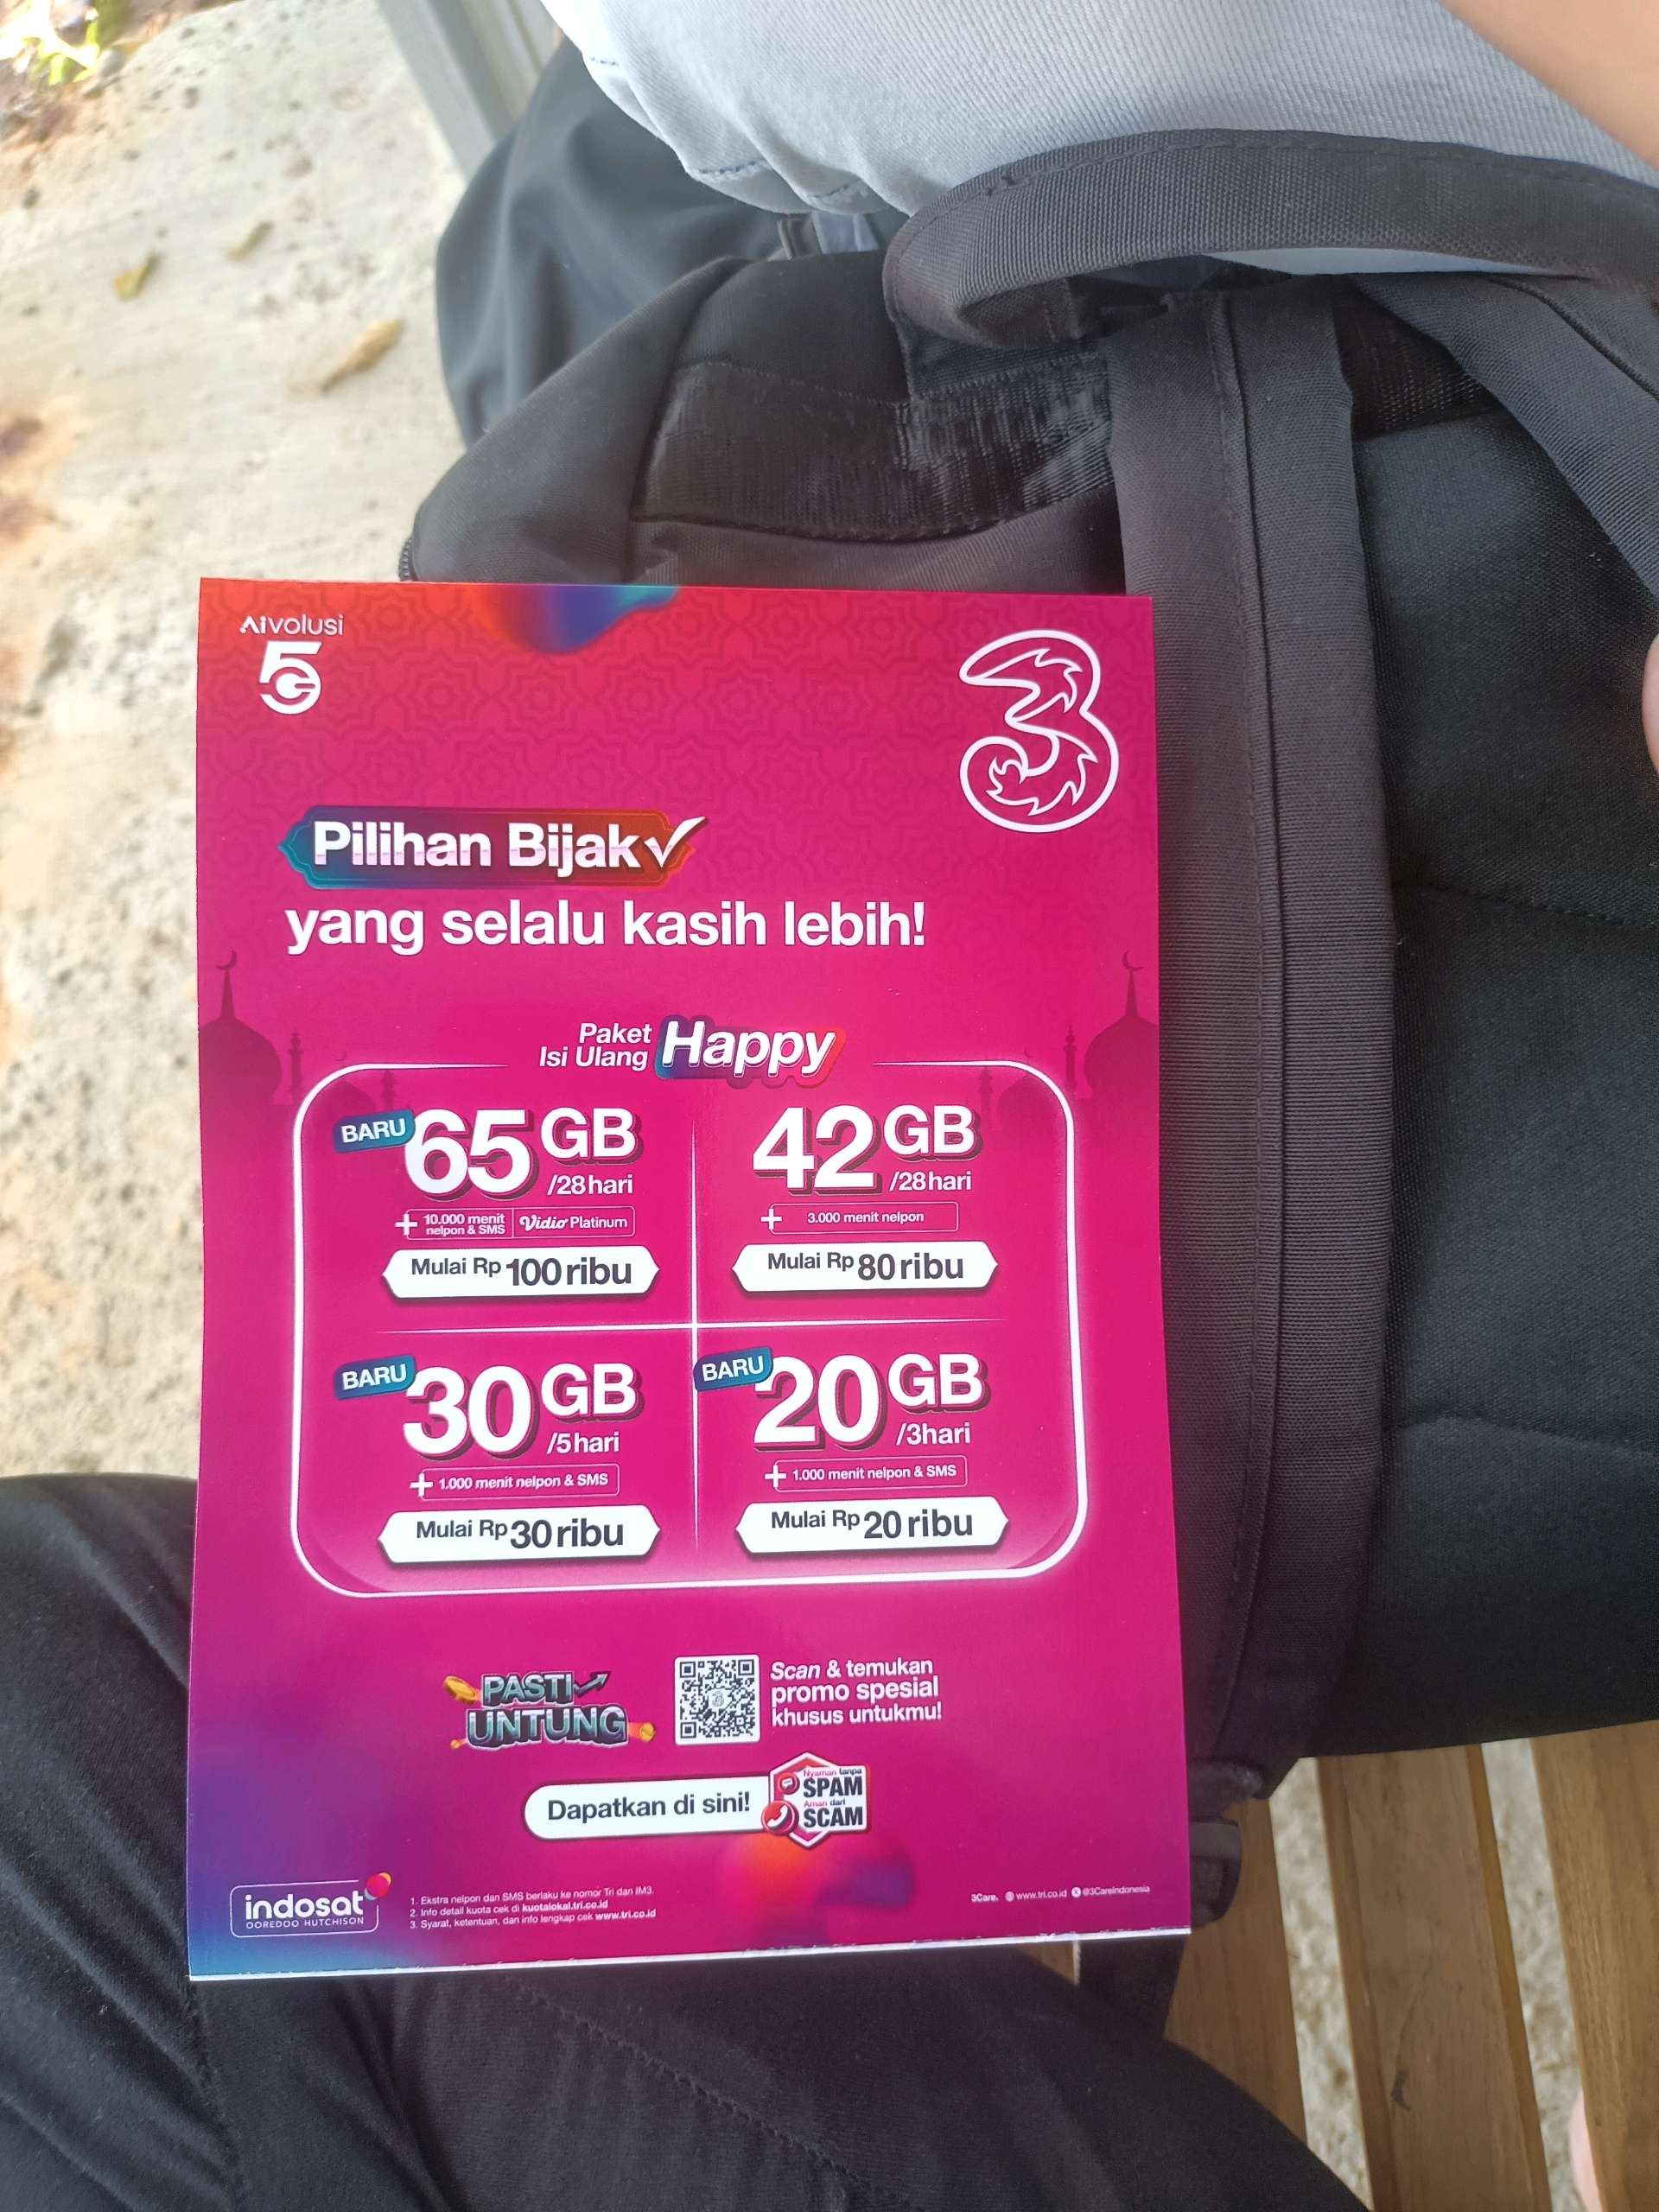 AIvolusi
5G
3
Pilihan Bijak
yang selalu kasih lebih!
Paket
Isi Ulang Happy
BARU 65 GB
/28hari
+ 10.000 menit
nelpon & SMS
Vidio Platinum
Mulai Rp 100 ribu
42 GB
/28hari
+ 3.000 menit nelpon
Mulai Rp 80 ribu
BARU 30 GB
/5hari
+ 1.000 menit nelpon & SMS
Mulai Rp 30 ribu
BARU 20 GB
/3hari
+ 1.000 menit nelpon & SMS
Mulai Rp 20 ribu
PASTI
UNTUNG
Scan & temukan
promo spesial
khusus untukmu!
Dapatkan di sini!
Nyaman tanpa
SPAM
Aman dari
SCAM
indosat
OOREDOO HUTCHISON
1. Ekstra nelpon dan SMS berlaku ke nomor Tri dan IM3.
2. Info detail kuota cek di kuotalokal.tri.co.id
3. Syarat, ketentuan, dan info lengkap cek www.tri.co.id
3Care. www.tri.co.id @3CareIndonesia